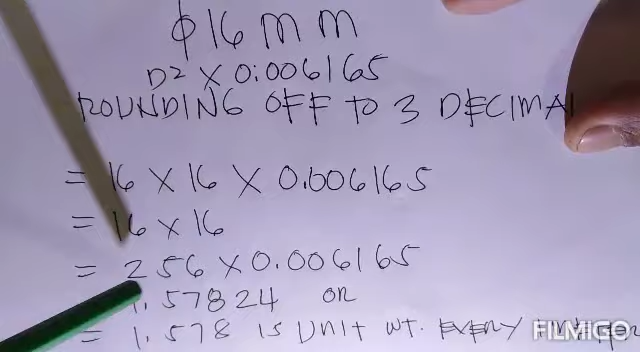 φ16 mm
D2 X 0.006165
ROUNDING OFF TO 3 DECIMAL
= 16 X 16 X 0.006165
= 16 X 16
= 256 X 0.006165
1.57824 OR
= 1.578 IS UNIT WT. EVERY
FILMIGO